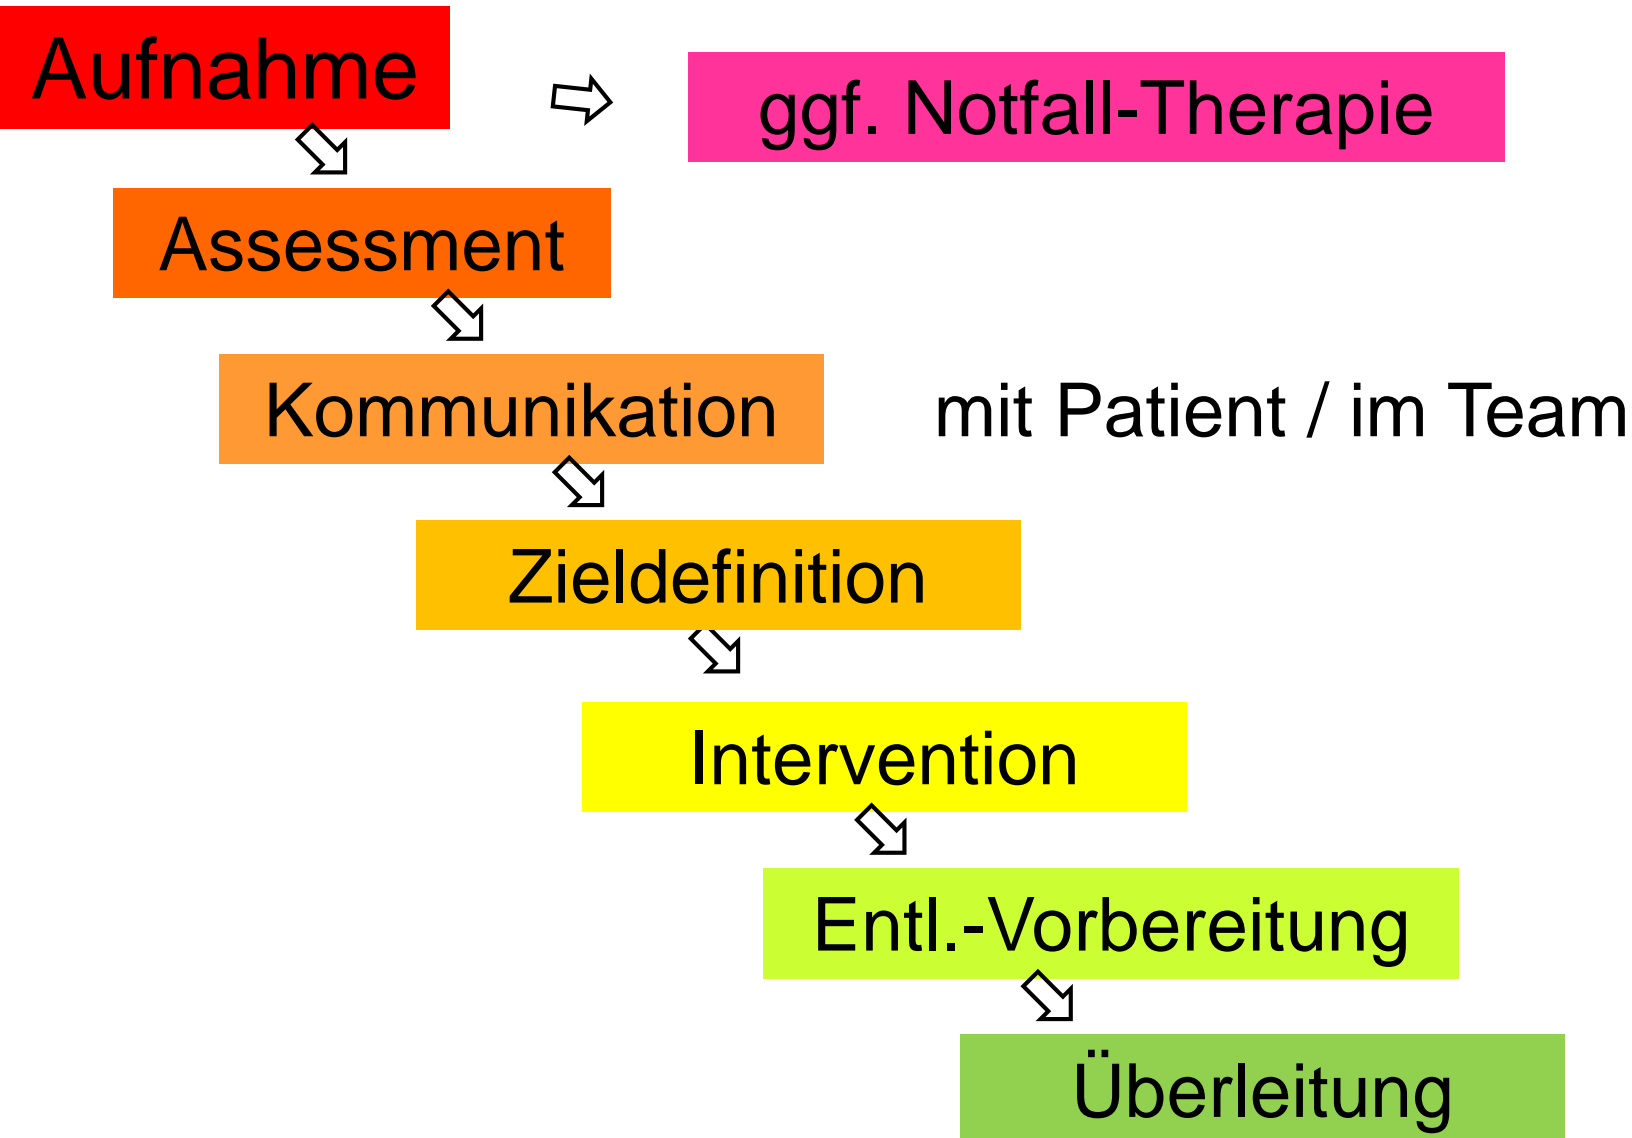 Aufnahme
ggf. Notfall-Therapie
Assessment
Kommunikation
mit Patient / im Team
Zieldefinition
Intervention
Entl.-Vorbereitung
Überleitung